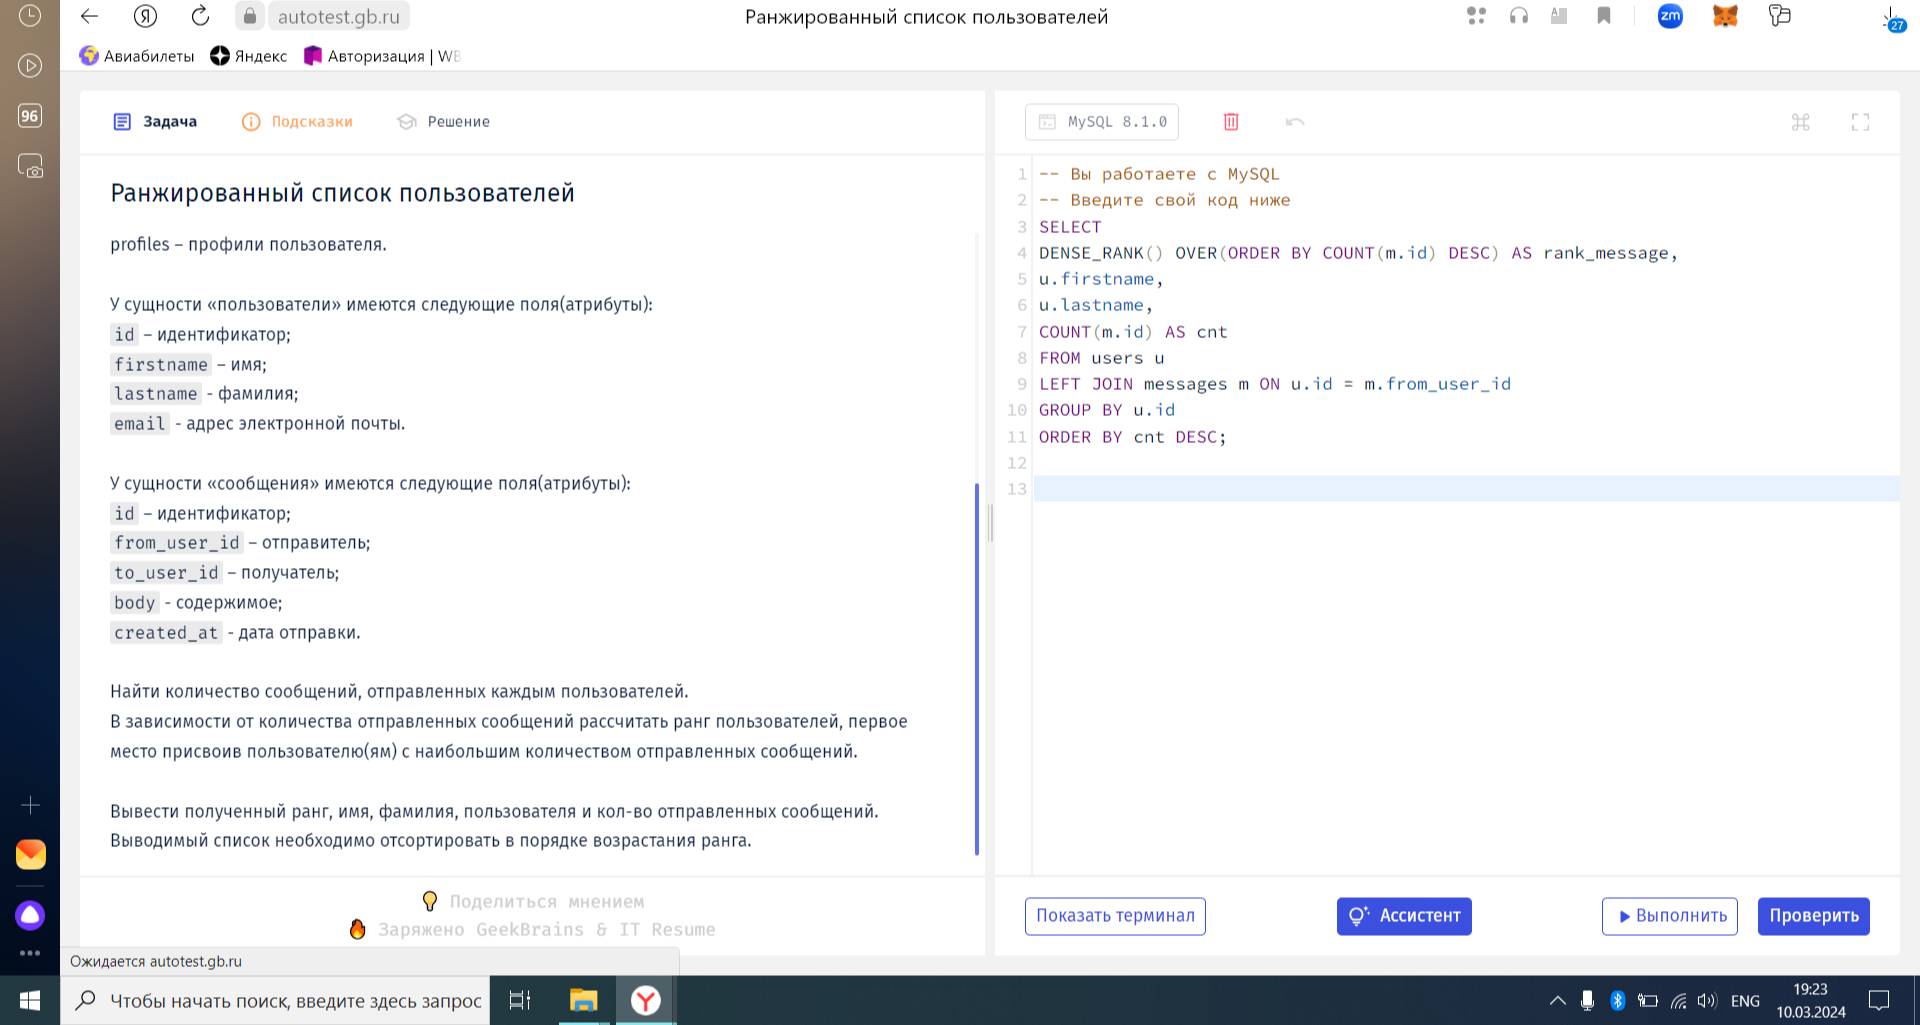 autotest.gb.ru
Ранжированный список пользователей
zm
27
Авиабилеты
Яндекс
Авторизация | WB
96
Задача
Подсказки
Решение
MySQL 8.1.0
Ранжированный список пользователей
profiles – профили пользователя.
У сущности «пользователи» имеются следующие поля(атрибуты):
id – идентификатор;
firstname – имя;
lastname - фамилия;
email - адрес электронной почты.
У сущности «сообщения» имеются следующие поля(атрибуты):
id – идентификатор;
from_user_id – отправитель;
to_user_id – получатель;
body - содержимое;
created_at - дата отправки.
Найти количество сообщений, отправленных каждым пользователей.
В зависимости от количества отправленных сообщений рассчитать ранг пользователей, первое
место присвоив пользователю(ям) с наибольшим количеством отправленных сообщений.
Вывести полученный ранг, имя, фамилия, пользователя и кол-во отправленных сообщений.
Выводимый список необходимо отсортировать в порядке возрастания ранга.
Поделиться мнением
Заряжено GeekBrains & IT Resume
1 -- Вы работаете с MySQL
2 -- Введите свой код ниже
3 SELECT
4 DENSE_RANK() OVER(ORDER BY COUNT(m.id) DESC) AS rank_message,
5 u.firstname,
6 u.lastname,
7 COUNT(m.id) AS cnt
8 FROM users u
9 LEFT JOIN messages m ON u.id = m.from_user_id
10 GROUP BY u.id
11 ORDER BY cnt DESC;
12
13
Показать терминал
Ассистент
Выполнить
Проверить
Ожидается autotest.gb.ru
Чтобы начать поиск, введите здесь запрос
ENG
19:23
10.03.2024